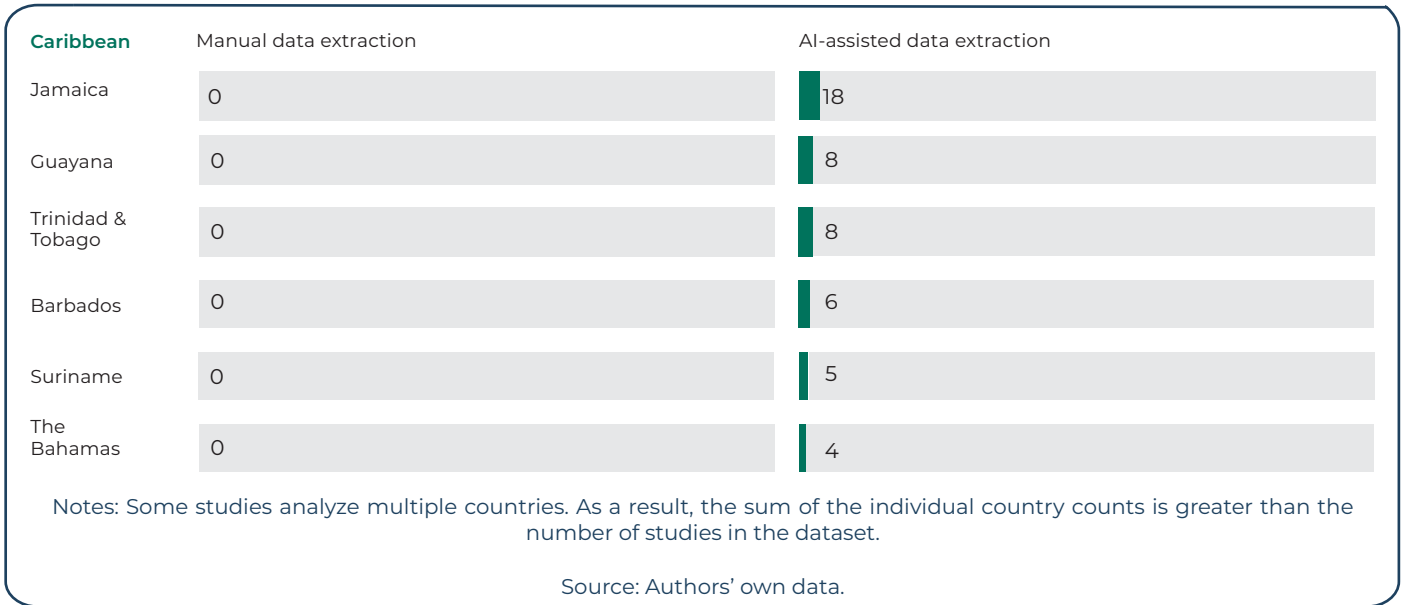 Caribbean Manual data extraction AI-assisted data extraction
Jamaica 0 18
Guayana 0 8
Trinidad &
Tobago 0 8
Barbados 0 6
Suriname 0 5
The
Bahamas 0 4
Notes: Some studies analyze multiple countries. As a result, the sum of the individual country counts is greater than the
number of studies in the dataset.
Source: Authors’ own data.